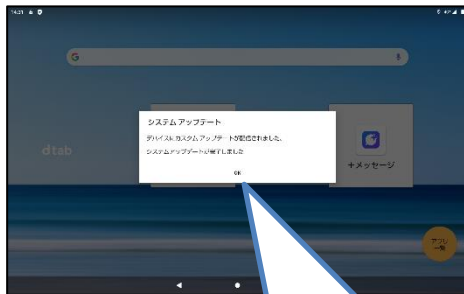 14:31
システム アップデート
デバイスにカスタム アップデートが配信されました。
システムアップデートが完了しました
OK
dtab
+メッセージ
アプリ
一覧